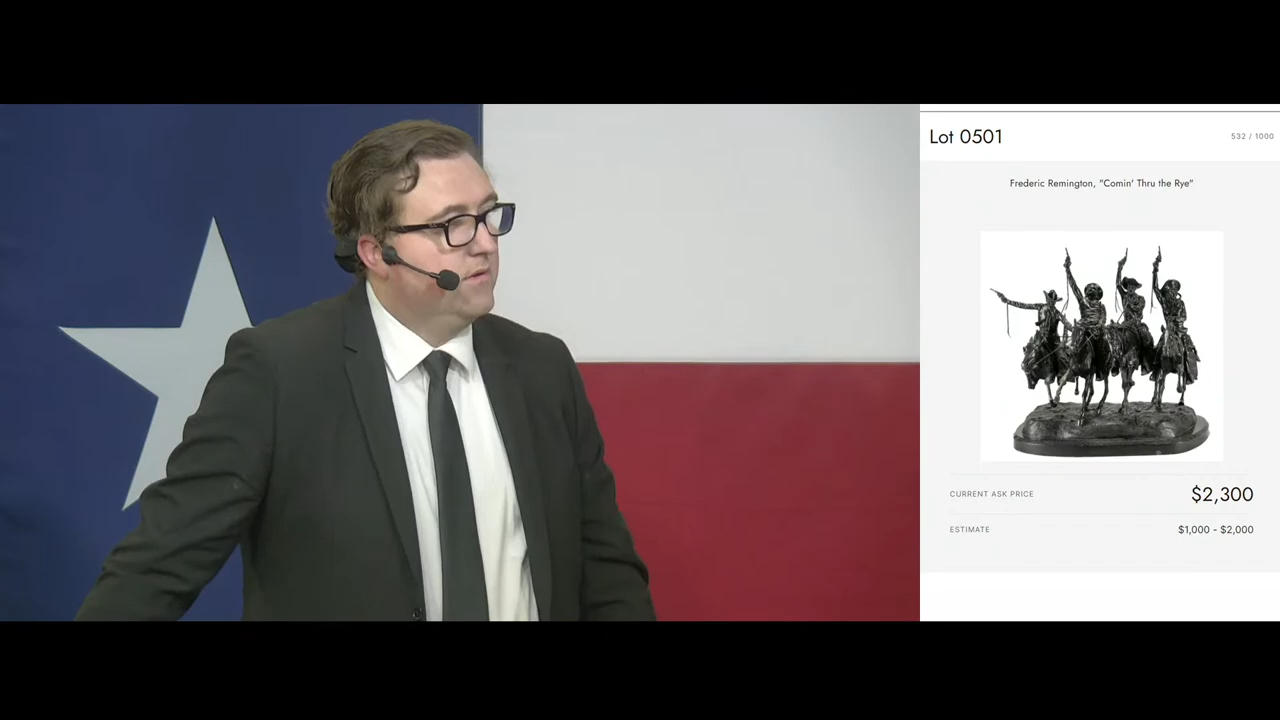 Lot 0501
532 / 1000
Frederic Remington, "Comin' Thru the Rye"
CURRENT ASK PRICE
$2,300
ESTIMATE
$1,000 - $2,000